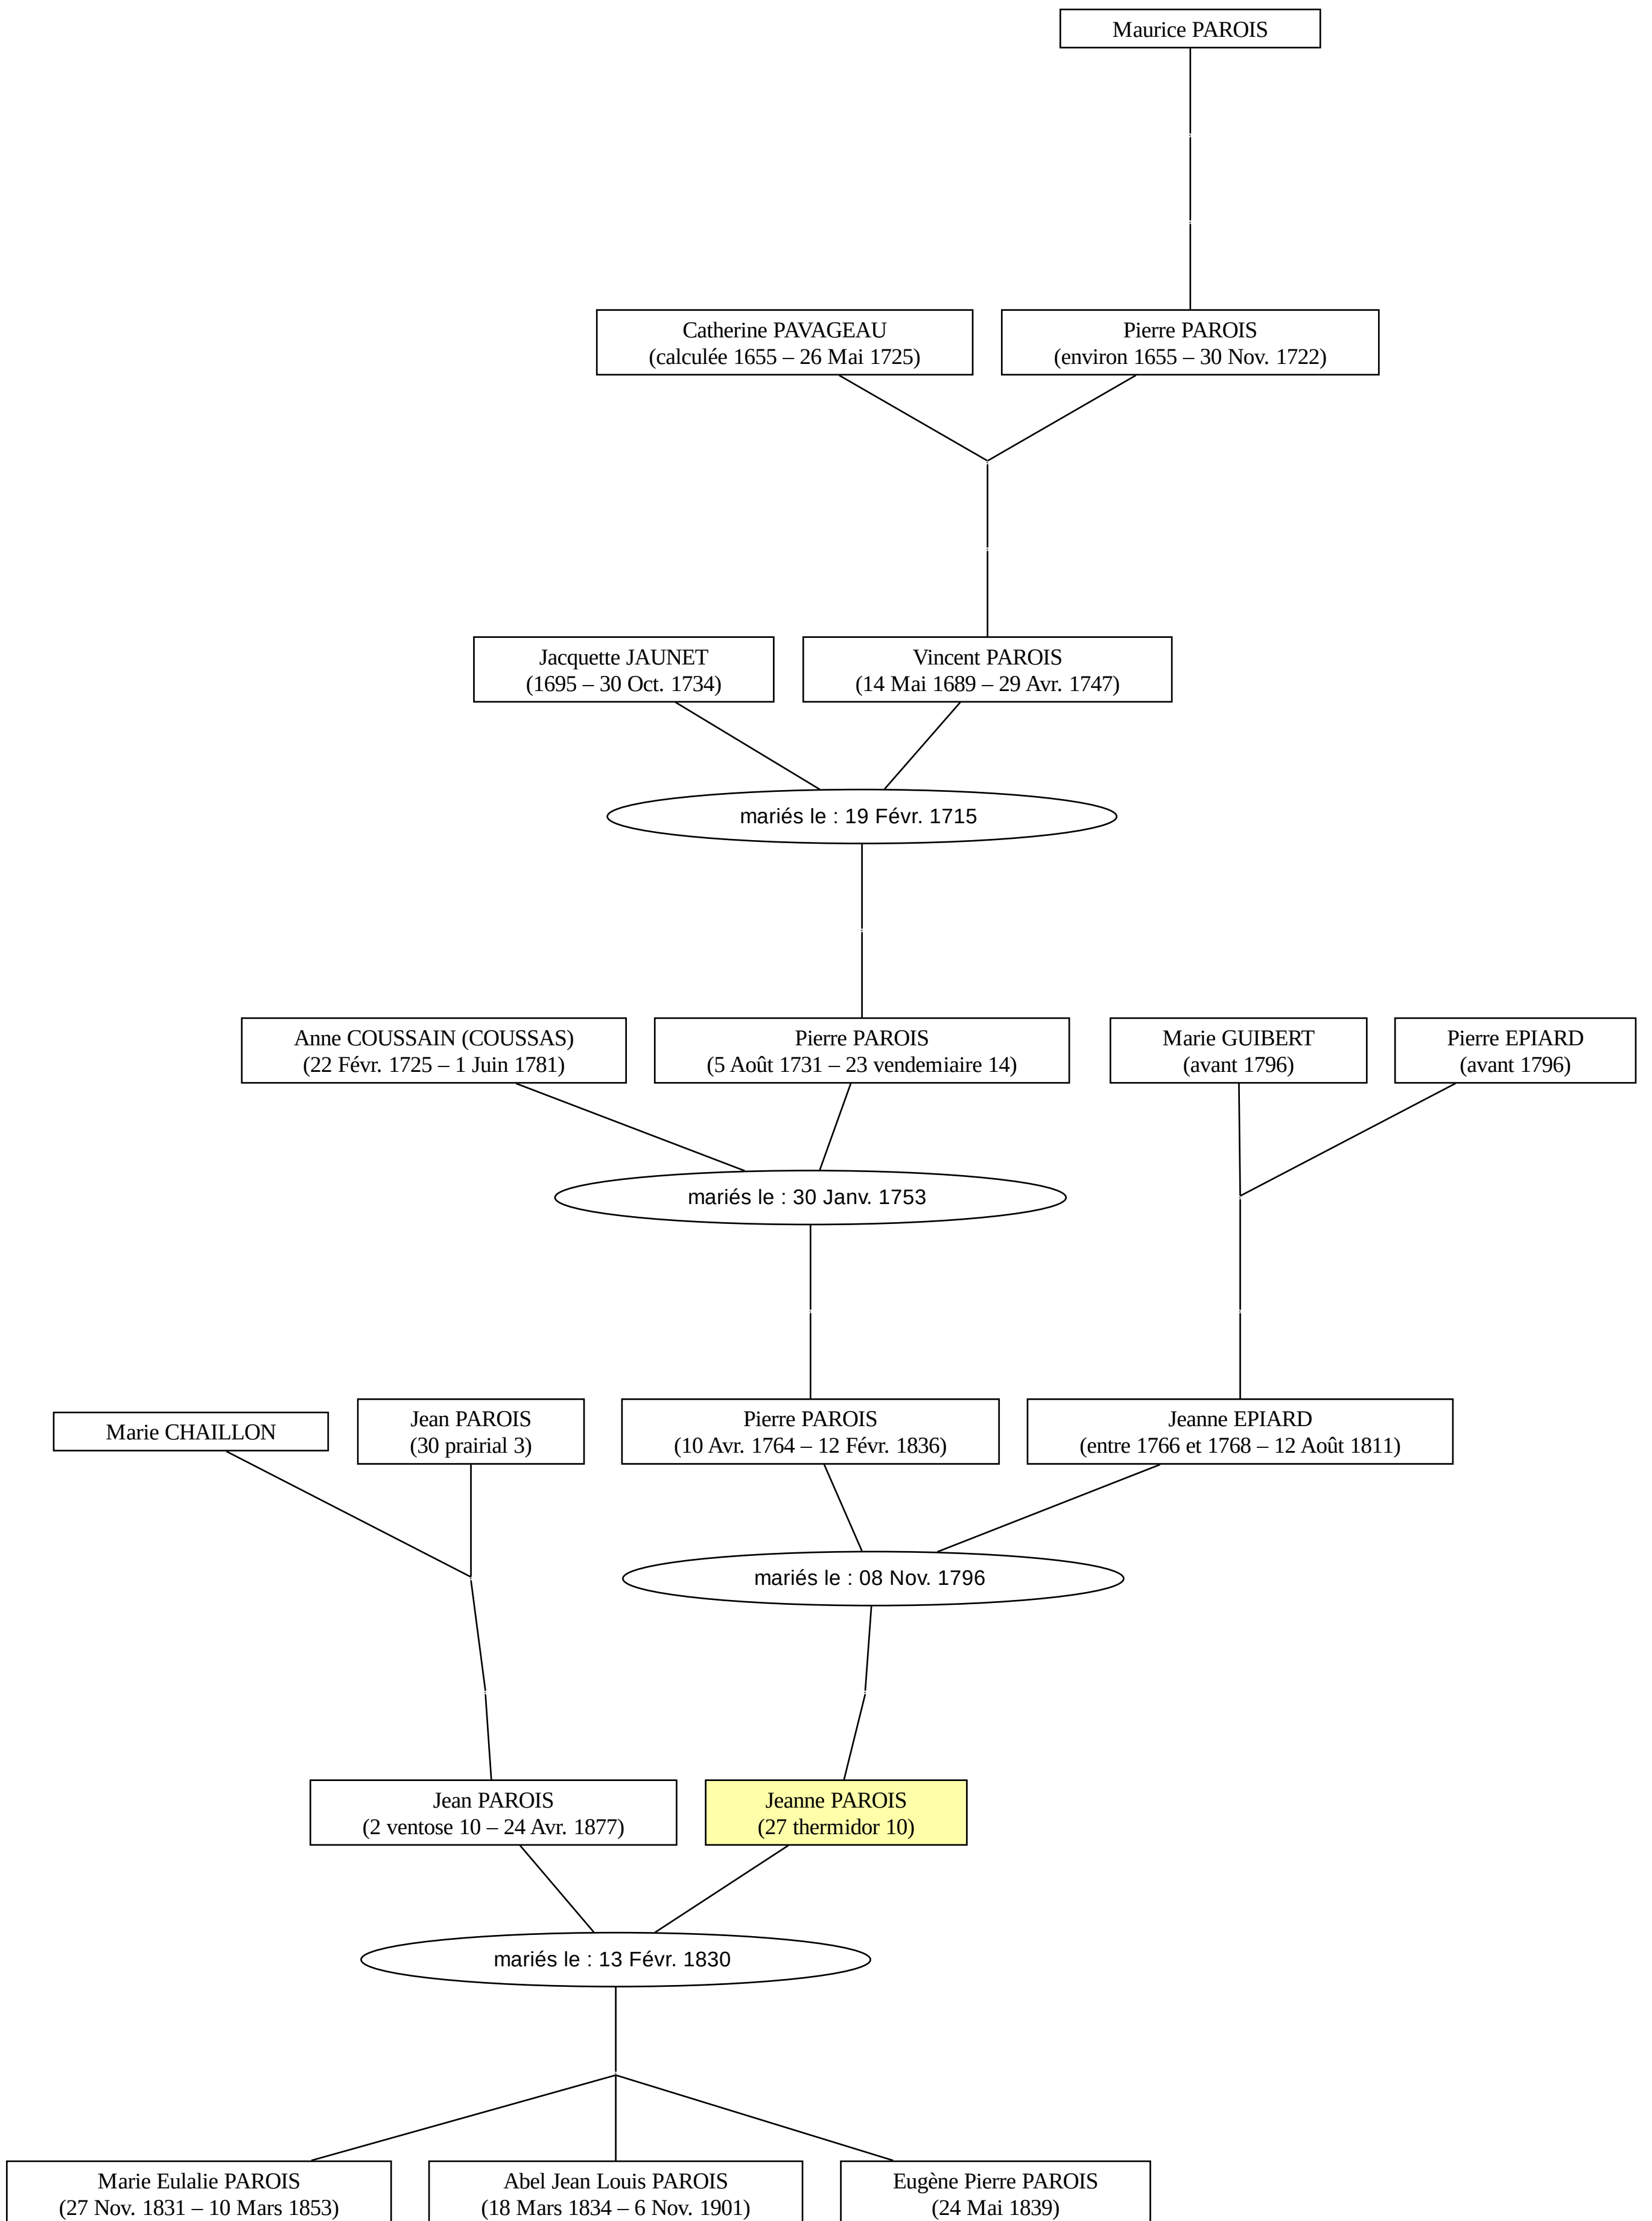 Maurice PAROIS
Catherine PAVAGEAU
(calculée 1655 – 26 Mai 1725)
Pierre PAROIS
(environ 1655 – 30 Nov. 1722)
Jacquette JAUNET
(1695 – 30 Oct. 1734)
Vincent PAROIS
(14 Mai 1689 – 29 Avr. 1747)
mariés le : 19 Févr. 1715
Anne COUSSAIN (COUSSAS)
(22 Févr. 1725 – 1 Juin 1781)
Pierre PAROIS
(5 Août 1731 – 23 vendemiaire 14)
Marie GUIBERT
(avant 1796)
Pierre EPIARD
(avant 1796)
mariés le : 30 Janv. 1753
Marie CHAILLON
Jean PAROIS
(30 prairial 3)
Pierre PAROIS
(10 Avr. 1764 – 12 Févr. 1836)
Jeanne EPIARD
(entre 1766 et 1768 – 12 Août 1811)
mariés le : 08 Nov. 1796
Jean PAROIS
(2 ventose 10 – 24 Avr. 1877)
Jeanne PAROIS
(27 thermidor 10)
mariés le : 13 Févr. 1830
Marie Eulalie PAROIS
(27 Nov. 1831 – 10 Mars 1853)
Abel Jean Louis PAROIS
(18 Mars 1834 – 6 Nov. 1901)
Eugène Pierre PAROIS
(24 Mai 1839)